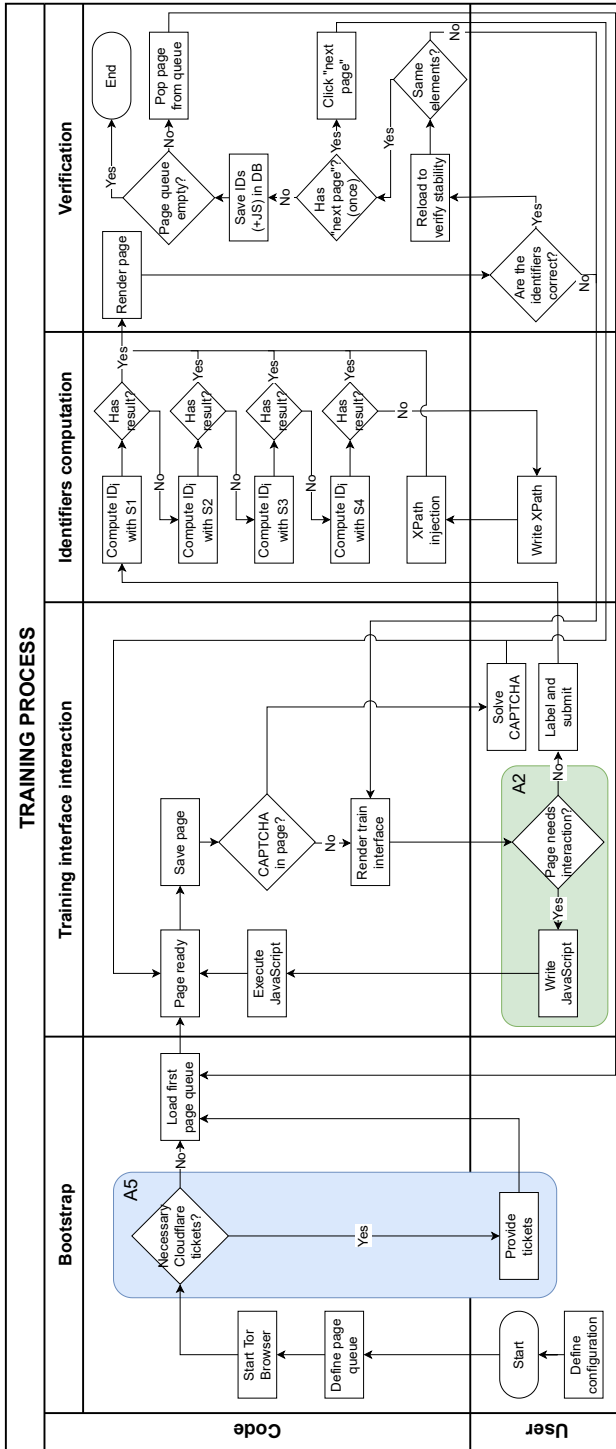 TRAINING PROCESS
Bootstrap
Training interface interaction
Identifiers computation
Verification
Code
User
Define
configuration
Start
Define page
queue
Start Tor
Browser
A5
Necessary
Cloudflare
tickets?
Yes
No
Provide
tickets
Load first
page queue
Page ready
Save page
CAPTCHA
in page?
No
Render train
interface
Execute
JavaScript
A2
Page needs
interaction?
Yes
No
Write
JavaScript
Solve
CAPTCHA
Label and
submit
Compute IDi
with S1
Has
result?
Yes
No
Compute IDi
with S2
Has
result?
Yes
No
Compute IDi
with S3
Has
result?
Yes
No
Compute IDi
with S4
Has
result?
Yes
No
XPath
injection
Write XPath
Render page
Are the
identifiers
correct?
Yes
No
Reload to
verify stability
Same
elements?
Yes
No
Has
"next page"?
(once)
Yes
No
Click "next
page"
Save IDs
(+JS) in DB
Page queue
empty?
Yes
No
Pop page
from queue
End